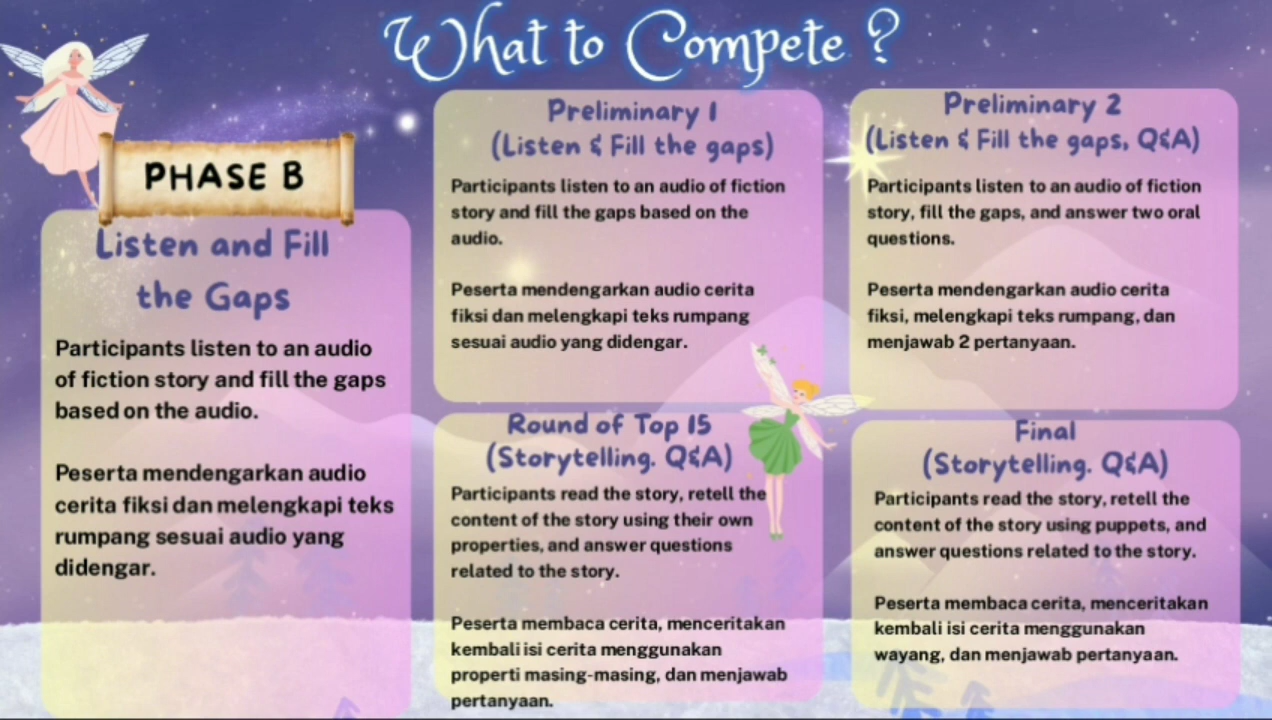 What to Compete ?
PHASE B
Listen and Fill
the Gaps
Participants listen to an audio
of fiction story and fill the gaps
based on the audio.
Peserta mendengarkan audio
cerita fiksi dan melengkapi teks
rumpang sesuai audio yang
didengar.
Preliminary 1
(Listen & Fill the gaps)
Participants listen to an audio of fiction
story and fill the gaps based on the
audio.
Peserta mendengarkan audio cerita
fiksi dan melengkapi teks rumpang
sesuai audio yang didengar.
Preliminary 2
(Listen & Fill the gaps, Q&A)
Participants listen to an audio of fiction
story, fill the gaps, and answer two oral
questions.
Peserta mendengarkan audio cerita
fiksi, melengkapi teks rumpang, dan
menjawab 2 pertanyaan.
Round of Top 15
(Storytelling. Q&A)
Participants read the story, retell the
content of the story using their own
properties, and answer questions
related to the story.
Peserta membaca cerita, menceritakan
kembali isi cerita menggunakan
properti masing-masing, dan menjawab
pertanyaan.
Final
(Storytelling. Q&A)
Participants read the story, retell the
content of the story using puppets, and
answer questions related to the story.
Peserta membaca cerita, menceritakan
kembali isi cerita menggunakan
wayang, dan menjawab pertanyaan.